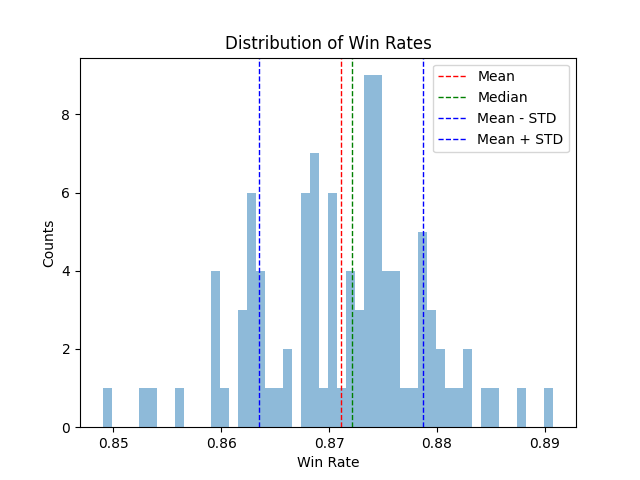 Distribution of Win Rates
Mean
Median
Mean - STD
Mean + STD
8
6
4
2
0
Counts
0.85
0.86
0.87
0.88
0.89
Win Rate